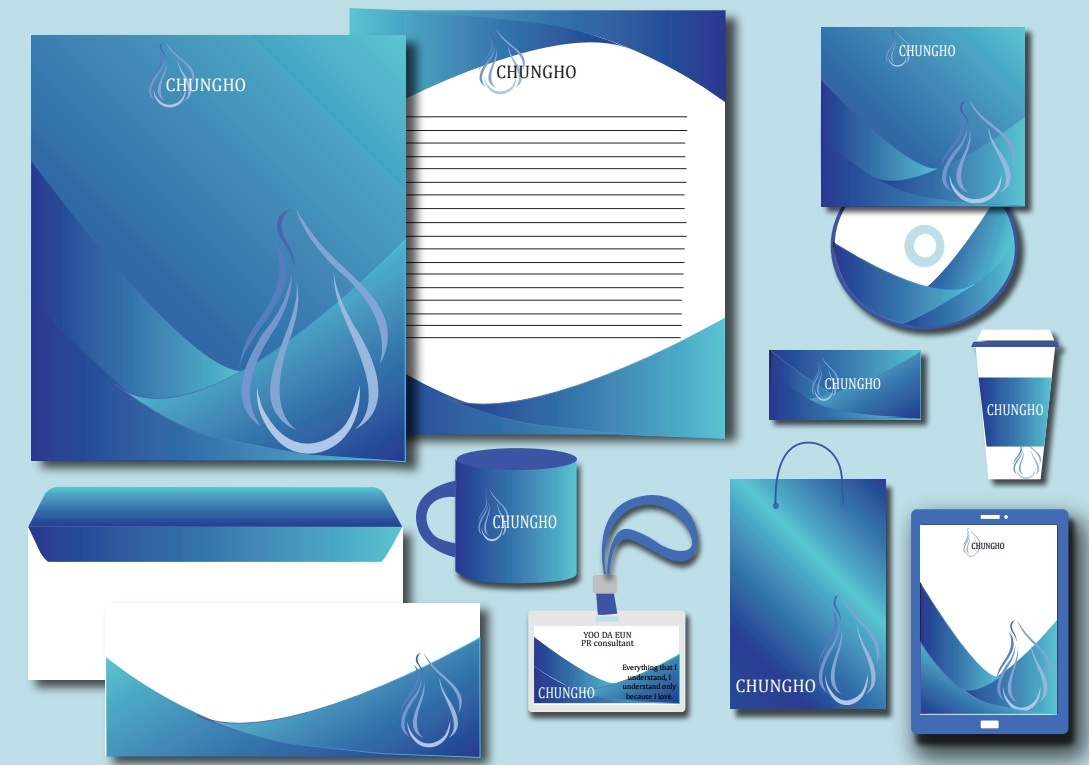 CHUNGHO
CHUNGHO
CHUNGHO
CHUNGHO
CHUNGHO
CHUNGHO
YOO DA EUN
PR consultant
Everything that I
understand, I
understand only
because I love.
CHUNGHO
CHUNGHO
CHUNGHO